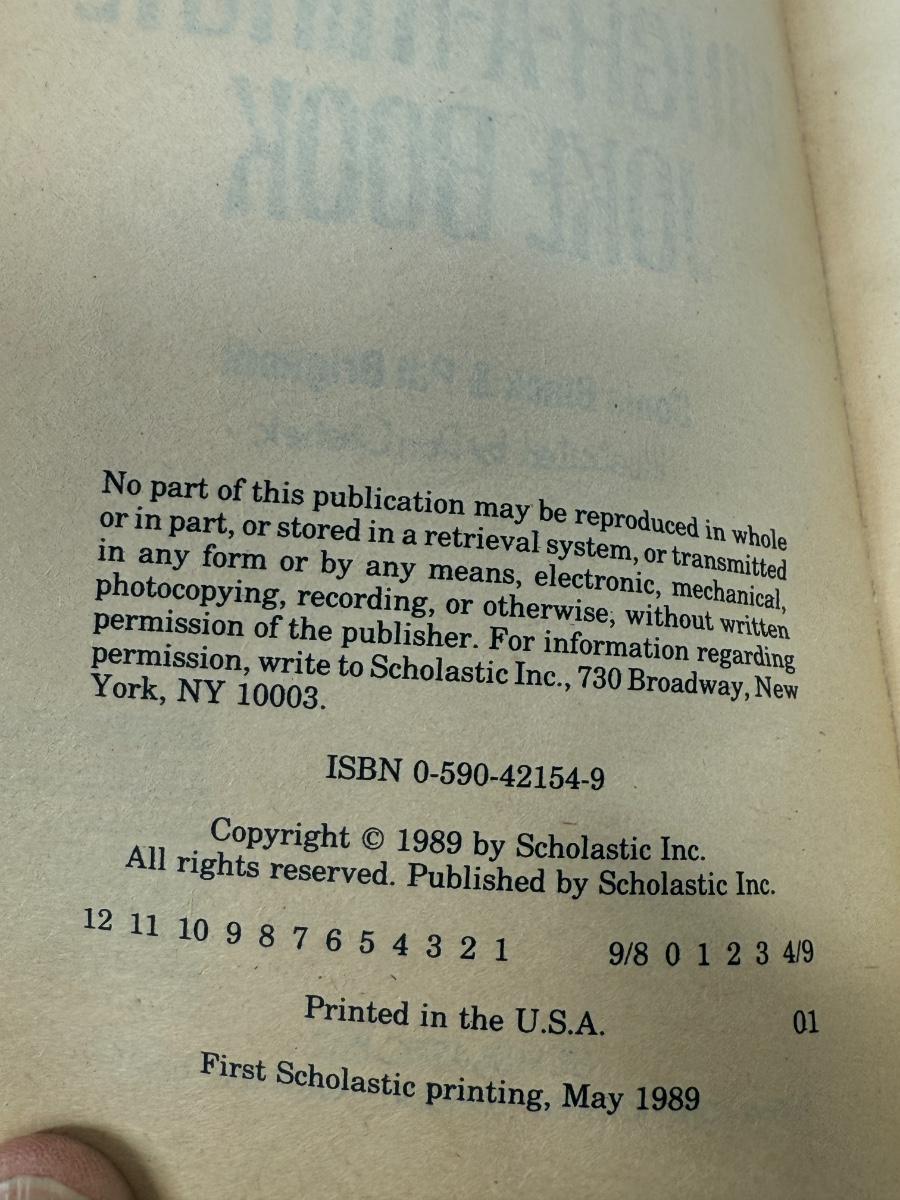 No part of this publication may be reproduced in whole
or in part, or stored in a retrieval system, or transmitted
in any form or by any means, electronic, mechanical,
photocopying, recording, or otherwise, without written
permission of the publisher. For information regarding
permission, write to Scholastic Inc., 730 Broadway, New
York, NY 10003.
ISBN 0-590-42154-9
Copyright © 1989 by Scholastic Inc.
All rights reserved. Published by Scholastic Inc.
12 11 10 9 8 7 6 5 4 3 2 1 9/8 0 1 2 3 4/9
Printed in the U.S.A. 01
First Scholastic printing, May 1989